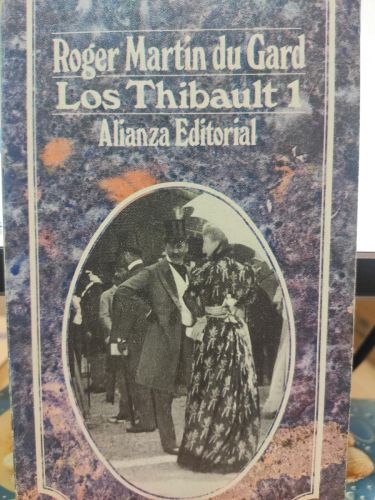 Roger Martin du Gard
Los Thibault 1
Alianza Editorial